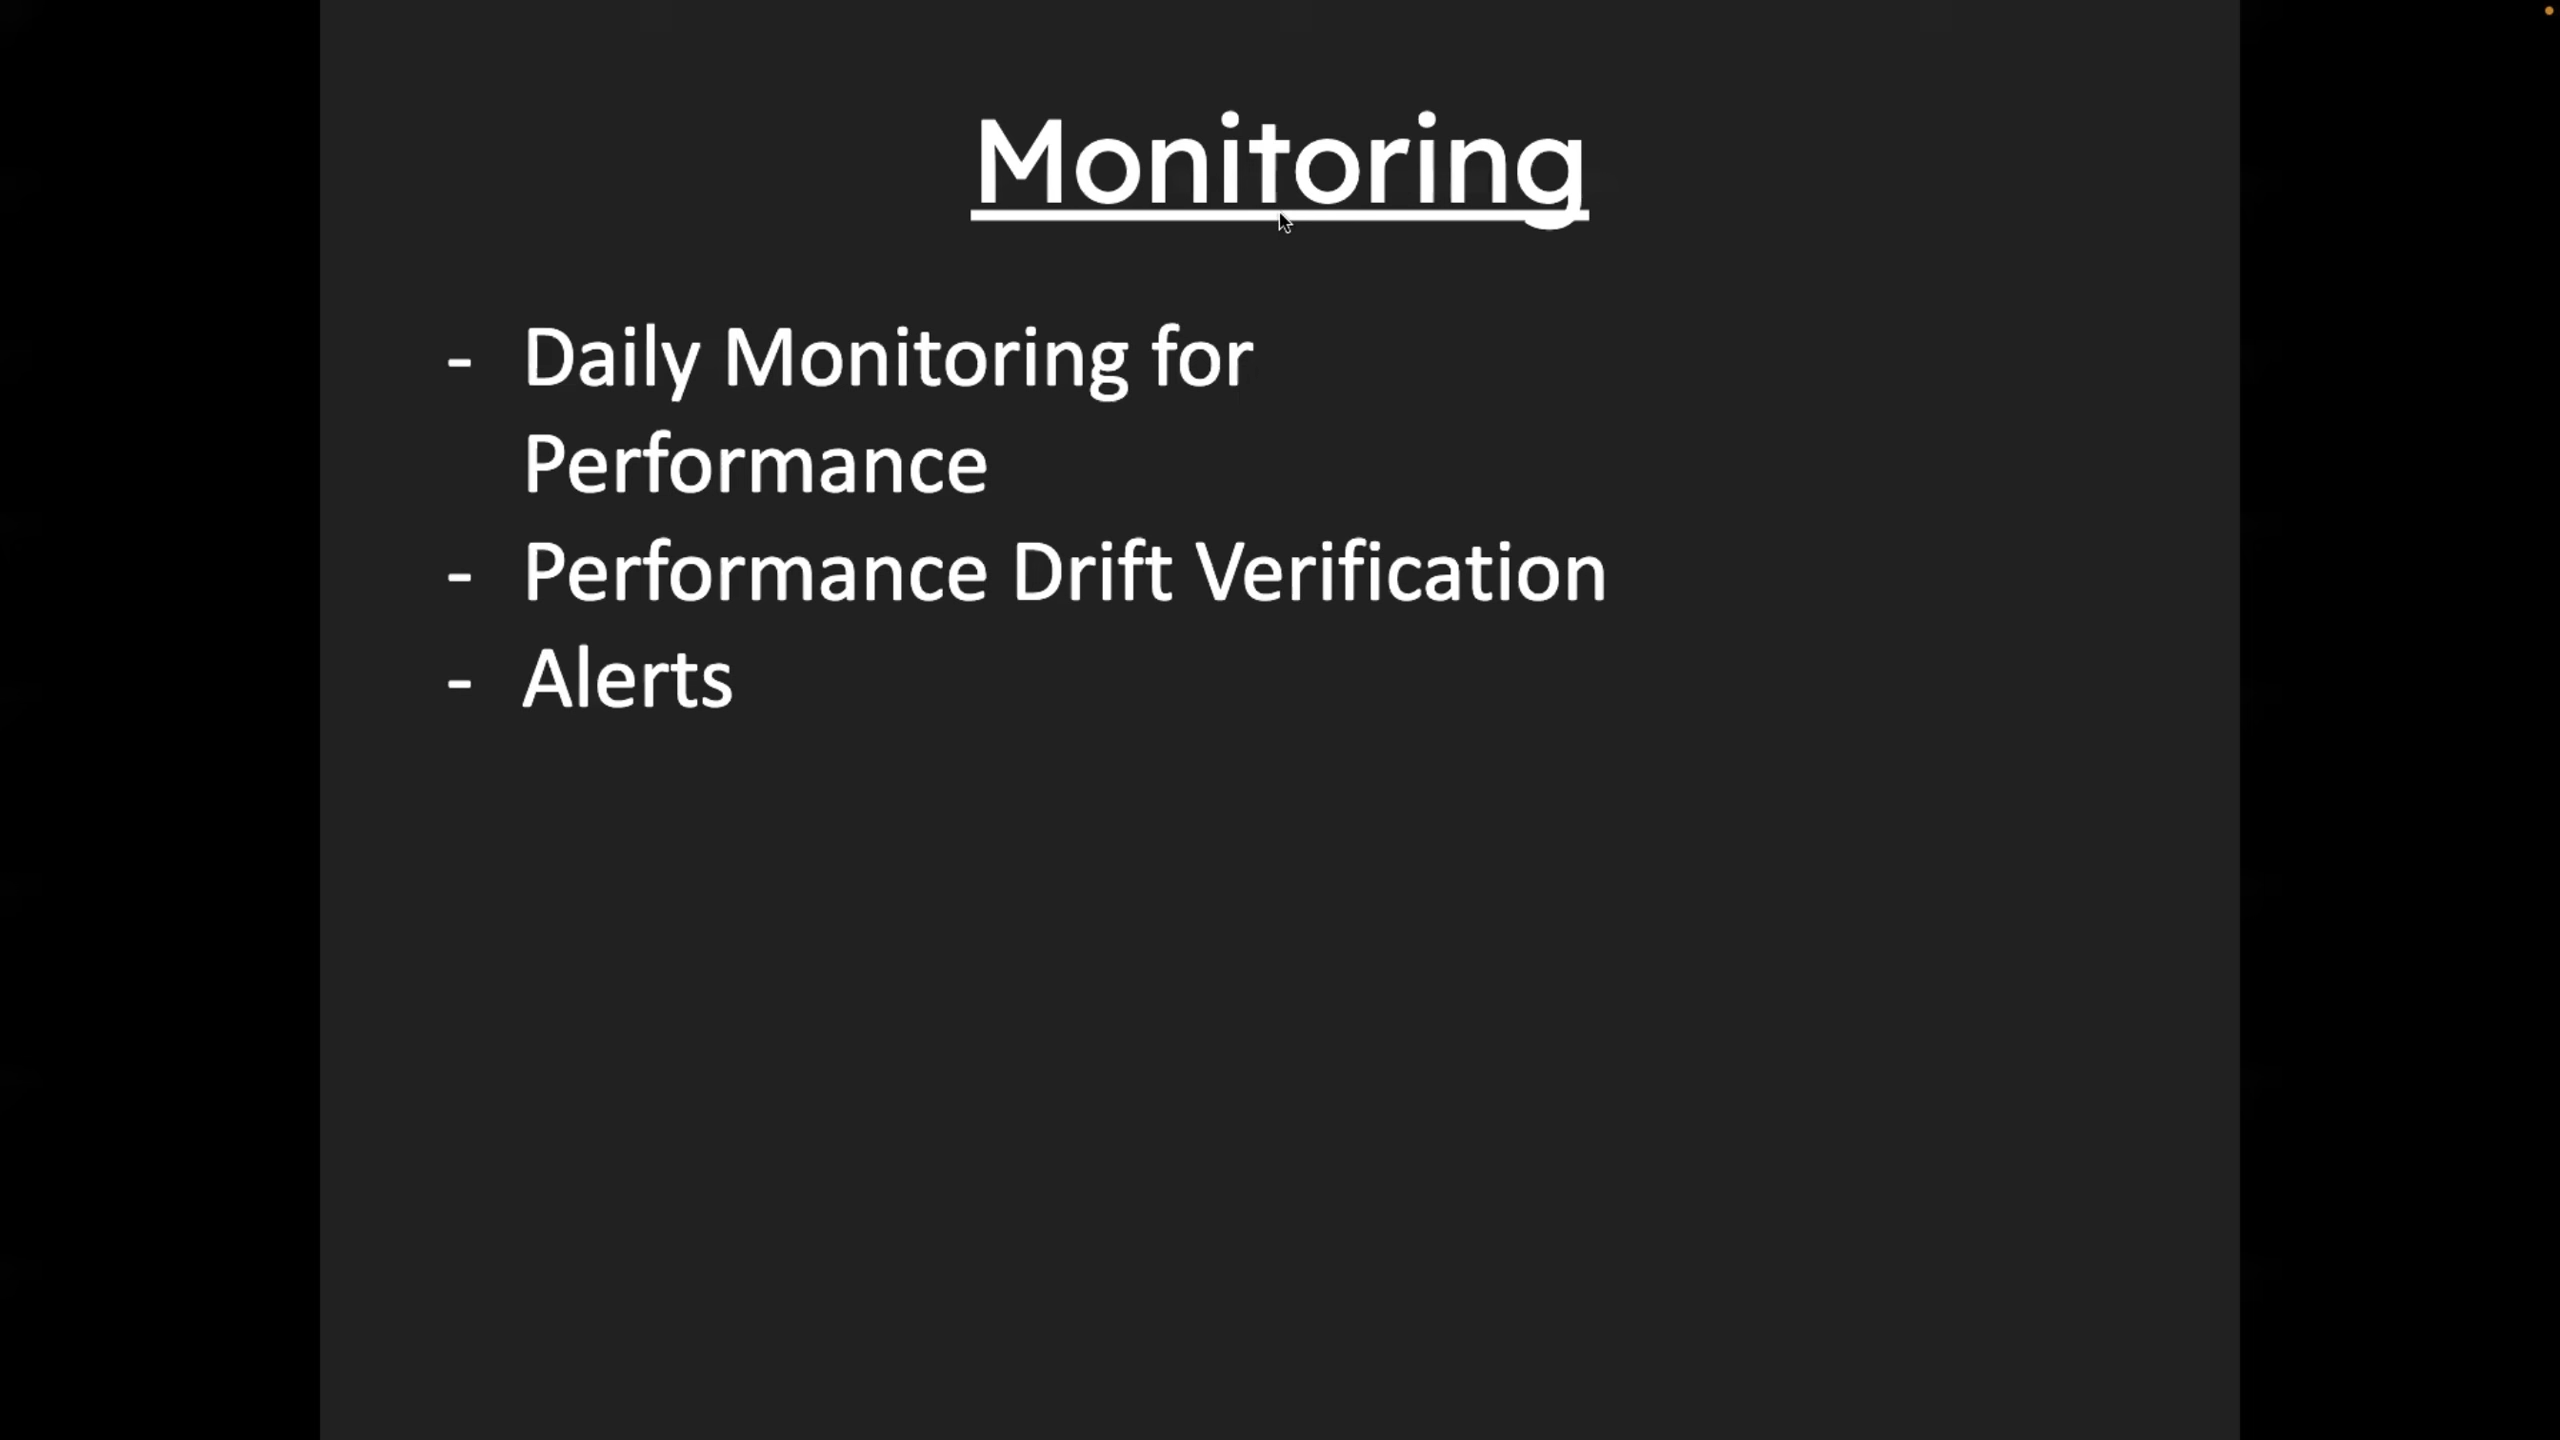 Monitoring
- Daily Monitoring for
Performance
- Performance Drift Verification
- Alerts